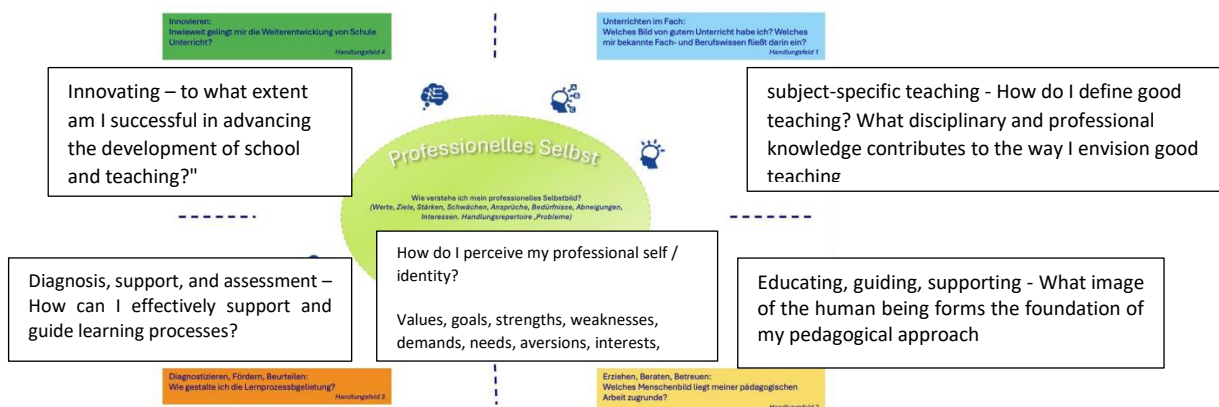 Innovieren:
Inwieweit gelingt mir die Weiterentwicklung von Schule
Unterricht?
Handlungsfeld 4
Unterrichten im Fach:
Welches Bild von gutem Unterricht habe ich? Welches
mir bekannte Fach- und Berufswissen fließt darin ein?
Handlungsfeld 1
Innovating – to what extent
am I successful in advancing
the development of school
and teaching?"
subject-specific teaching - How do I define good
teaching? What disciplinary and professional
knowledge contributes to the way I envision good
teaching
Professionelles Selbst
Wie verstehe ich mein professionelles Selbstbild?
(Werte, Ziele, Stärken, Schwächen, Ansprüche, Bedürfnisse, Abneigungen,
Interessen. Handlungsrepertoire ,Probleme)
Diagnosis, support, and assessment –
How can I effectively support and
guide learning processes?
How do I perceive my professional self /
identity?
Values, goals, strengths, weaknesses,
demands, needs, aversions, interests,
Educating, guiding, supporting - What image
of the human being forms the foundation of
my pedagogical approach
Diagnostizieren, Fördern, Beurteilen:
Wie gestalte ich die Lernprozessbgelietung?
Handlungsfeld 3
Erziehen, Beraten, Betreuen:
Welches Menschenbild liegt meiner pädagogischen
Arbeit zugrunde?
Handlungsfeld